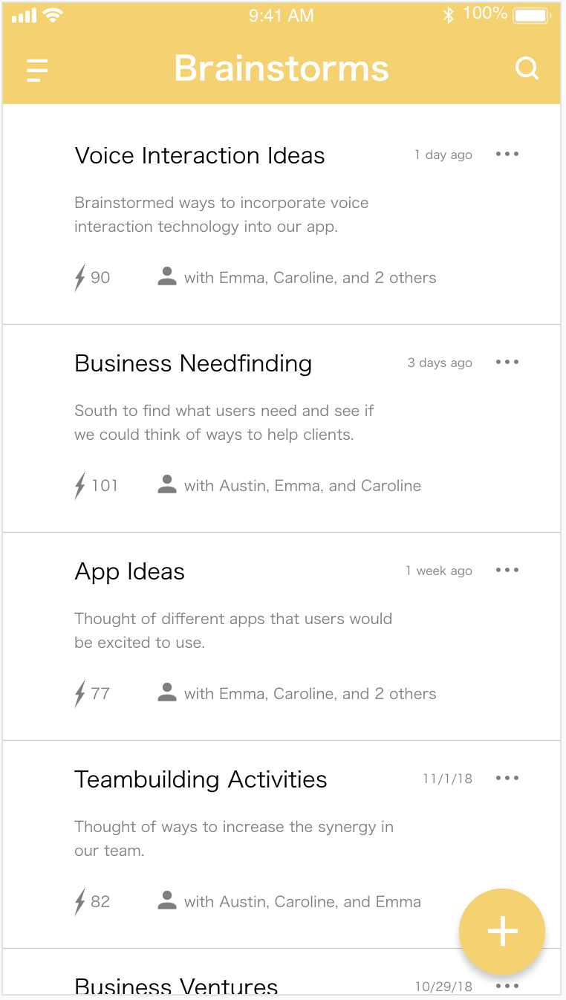 9:41 AM
100%
Brainstorms
Voice Interaction Ideas
1 day ago
Brainstormed ways to incorporate voice
interaction technology into our app.
90
with Emma, Caroline, and 2 others
Business Needfinding
3 days ago
South to find what users need and see if
we could think of ways to help clients.
101
with Austin, Emma, and Caroline
App Ideas
1 week ago
Thought of different apps that users would
be excited to use.
77
with Emma, Caroline, and 2 others
Teambuilding Activities
11/1/18
Thought of ways to increase the synergy in
our team.
82
with Austin, Caroline, and Emma
Business Ventures
10/29/18